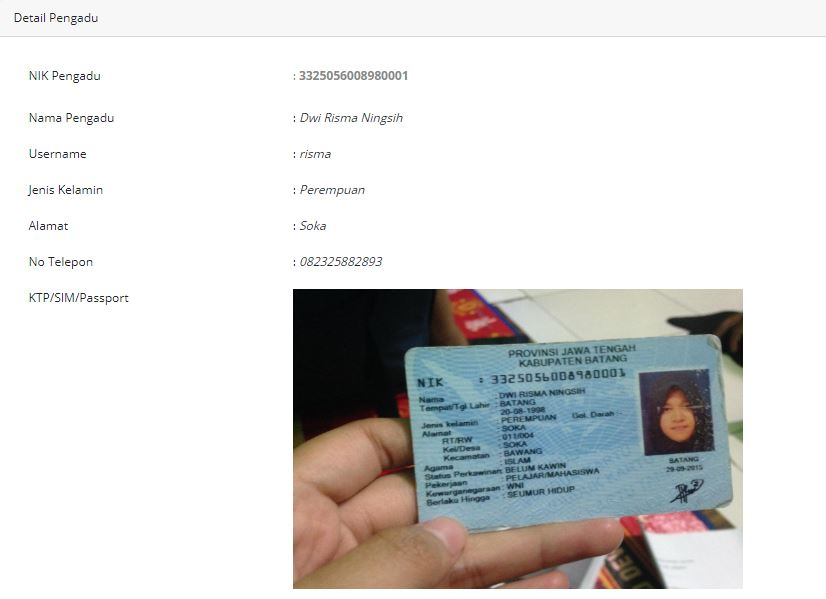 Detail Pengadu
NIK Pengadu : 3325056008980001
Nama Pengadu : Dwi Risma Ningsih
Username : risma
Jenis Kelamin : Perempuan
Alamat : Soka
No Telepon : 082325882893
KTP/SIM/Passport
PROVINSI JAWA TENGAH
KABUPATEN BATANG
NIK : 3325056008980001
Nama : DWI RISMA NINGSIH
Tempat/Tgl Lahir : BATANG
20-08-1998
Jenis kelamin : PEREMPUAN Gol. Darah :-
Alamat : SOKA
RT/RW : 011/004
Kel/Desa : SOKA
Kecamatan : BAWANG
Agama : ISLAM
Status Perkawinan: BELUM KAWIN
Pekerjaan : PELAJAR/MAHASISWA
Kewarganegaraan: WNI
Berlaku Hingga : SEUMUR HIDUP
BATANG
29-09-2015